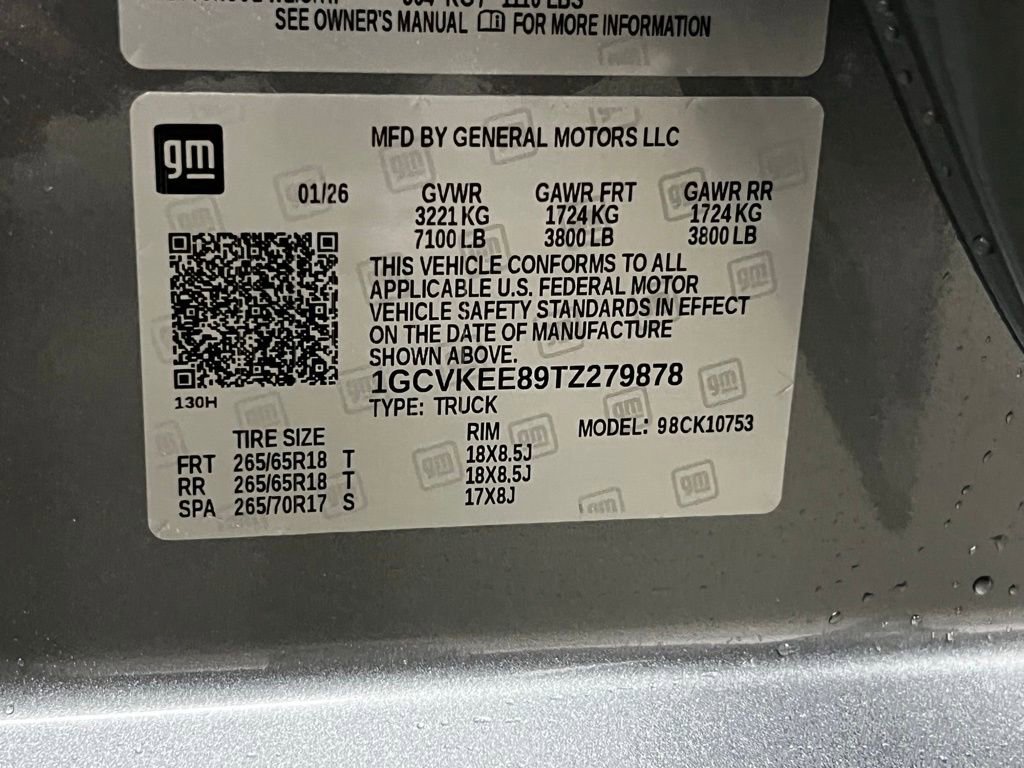 SEE OWNER'S MANUAL FOR MORE INFORMATION
gm
MFD BY GENERAL MOTORS LLC
01/26 GVWR GAWR FRT GAWR RR
3221 KG 1724 KG 1724 KG
7100 LB 3800 LB 3800 LB
THIS VEHICLE CONFORMS TO ALL
APPLICABLE U.S. FEDERAL MOTOR
VEHICLE SAFETY STANDARDS IN EFFECT
ON THE DATE OF MANUFACTURE
SHOWN ABOVE.
1GCVKEE89TZ279878
130H
TYPE: TRUCK
TIRE SIZE RIM MODEL: 98CK10753
FRT 265/65R18 T 18X8.5J
RR 265/65R18 T 18X8.5J
SPA 265/70R17 S 17X8J